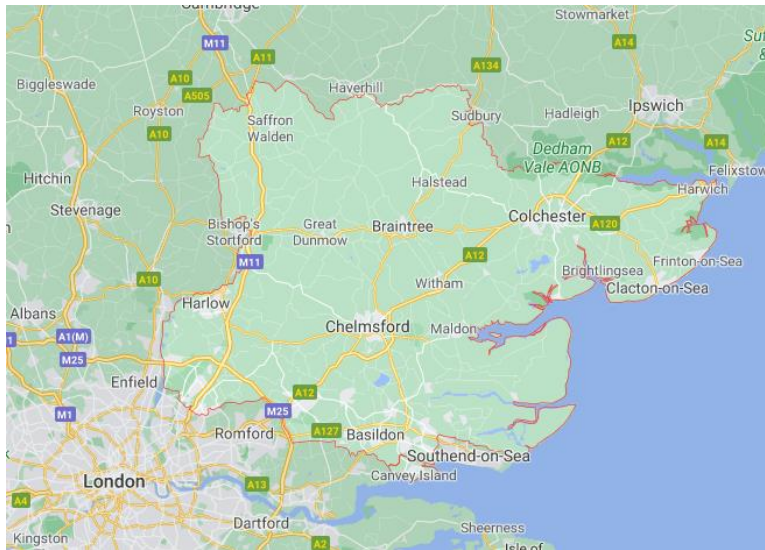 Cambridge
Stowmarket
M11
A11
A14
Su
&
Biggleswade
A10
A505
Haverhill
A134
Royston
Saffron
Walden
Sudbury
Hadleigh
Ipswich
A10
A12
A14
Dedham
Vale AONB
Felixstow
Hitchin
Halstead
Harwich
Stevenage
Bishop's
Stortford
Great
Dunmow
Braintree
Colchester
A120
M11
A12
Frinton-on-Sea
A10
Witham
Brightlingsea
Clacton-on-Sea
Harlow
Albans
Chelmsford
Maldon
1
A1(M)
M25
Enfield
A12
M1
M25
Romford
A127
Basildon
Southend-on-Sea
London
A13
Canvey Island
A4
Dartford
Sheerness
Kingston
A2
Isle of